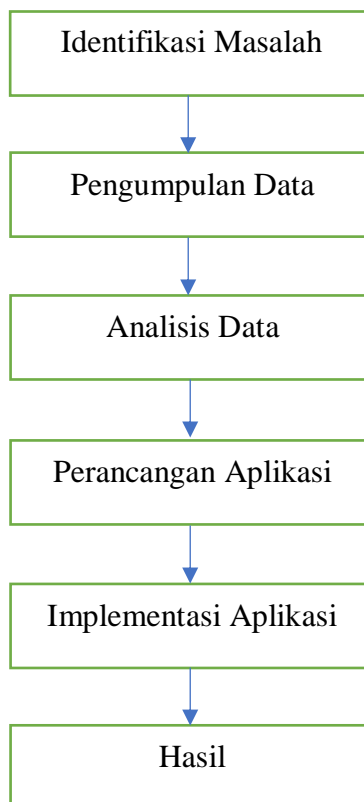 Identifikasi Masalah
Pengumpulan Data
Analisis Data
Perancangan Aplikasi
Implementasi Aplikasi
Hasil